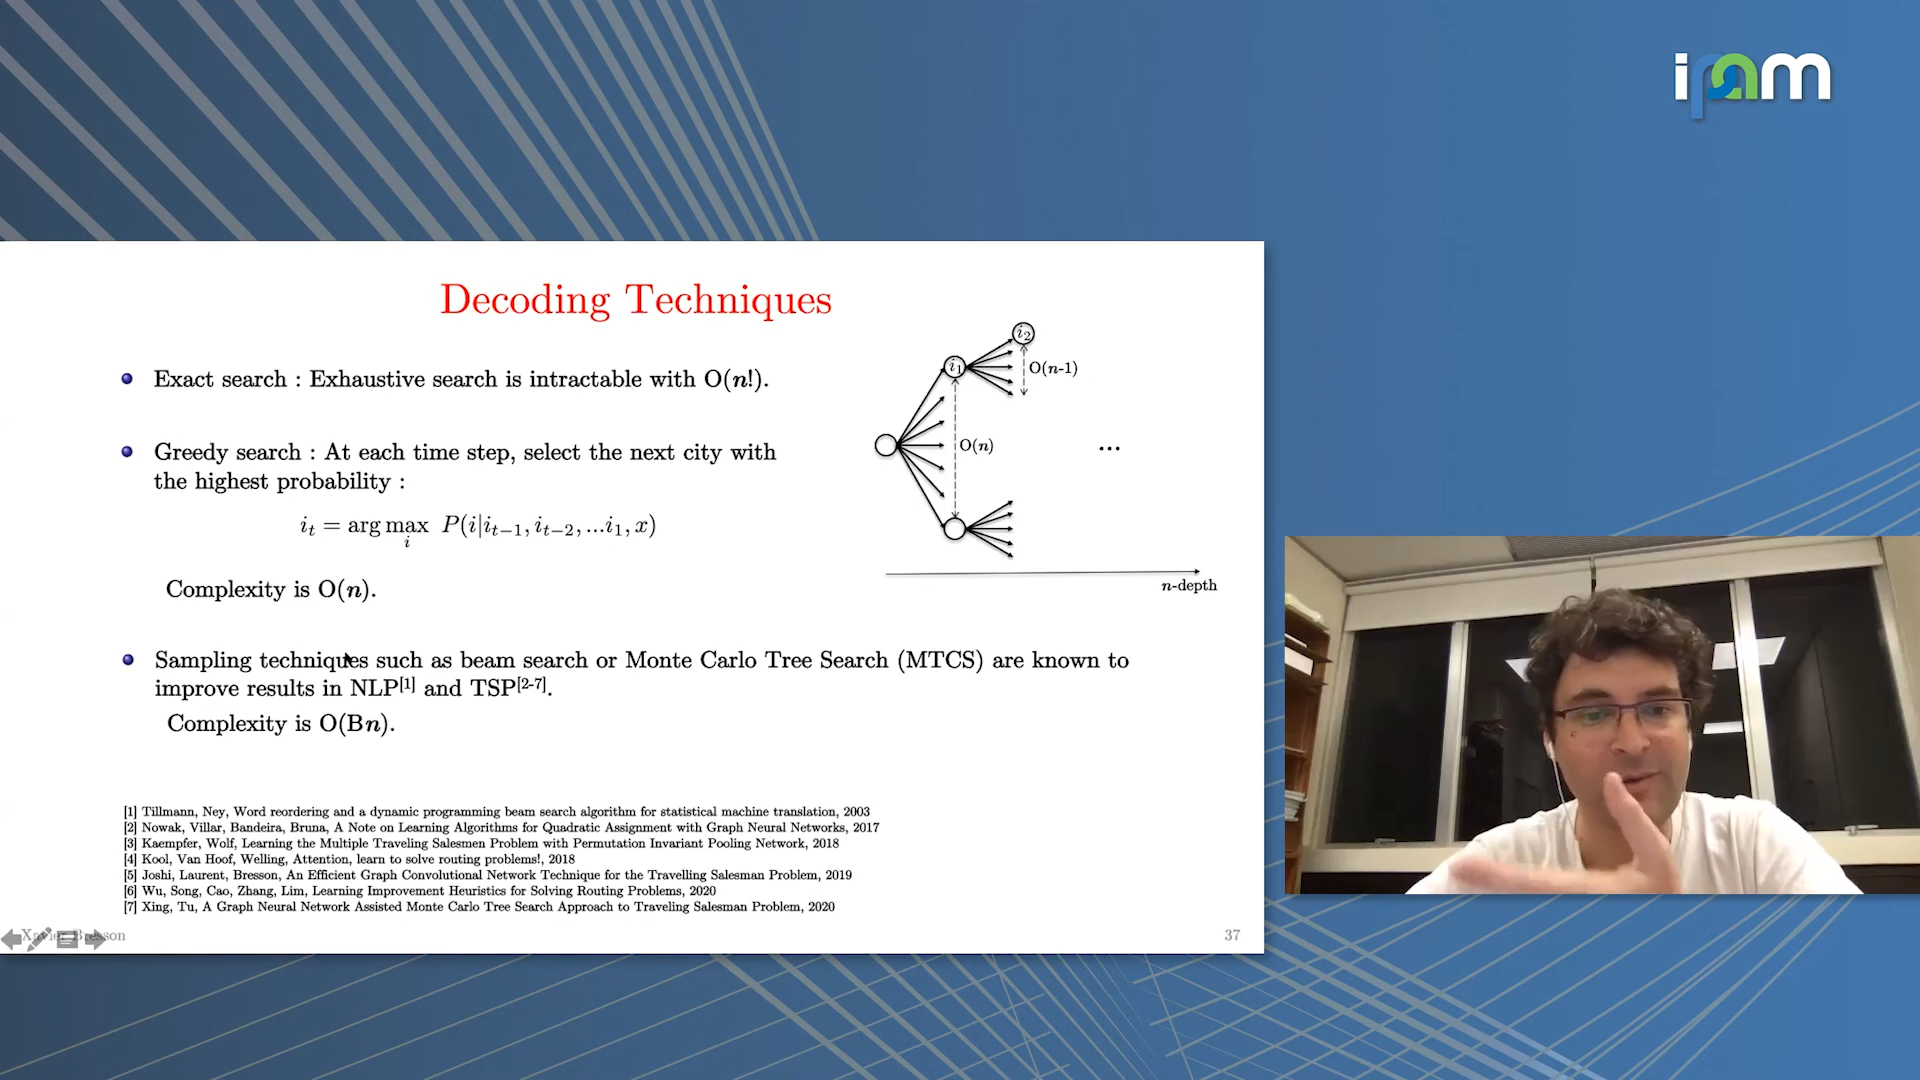 ipam
Decoding Techniques
Exact search : Exhaustive search is intractable with O(n!).
Greedy search : At each time step, select the next city with
the highest probability :
i_t = arg max_i P(i|i_{t−1}, i_{t−2}, ...i_1, x)
Complexity is O(n).
i_1
i_2
O(n-1)
O(n)
...
n-depth
Sampling techniques such as beam search or Monte Carlo Tree Search (MTCS) are known to
improve results in NLP[1] and TSP[2-7].
Complexity is O(Bn).
[1] Tillmann, Ney, Word reordering and a dynamic programming beam search algorithm for statistical machine translation, 2003
[2] Nowak, Villar, Bandeira, Bruna, A Note on Learning Algorithms for Quadratic Assignment with Graph Neural Networks, 2017
[3] Kaempfer, Wolf, Learning the Multiple Traveling Salesmen Problem with Permutation Invariant Pooling Network, 2018
[4] Kool, Van Hoof, Welling, Attention, learn to solve routing problems!, 2018
[5] Joshi, Laurent, Bresson, An Efficient Graph Convolutional Network Technique for the Travelling Salesman Problem, 2019
[6] Wu, Song, Cao, Zhang, Lim, Learning Improvement Heuristics for Solving Routing Problems, 2020
[7] Xing, Tu, A Graph Neural Network Assisted Monte Carlo Tree Search Approach to Traveling Salesman Problem, 2020
Xavier Bresson
37